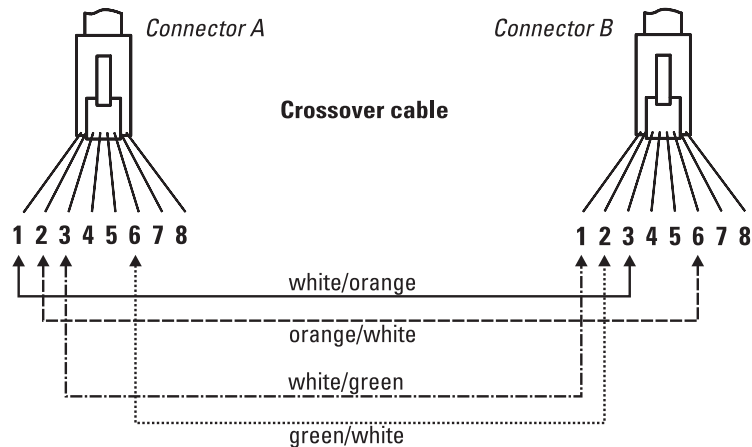 Connector A
Connector B
Crossover cable
1 2 3 4 5 6 7 8
1 2 3 4 5 6 7 8
white/orange
orange/white
white/green
green/white